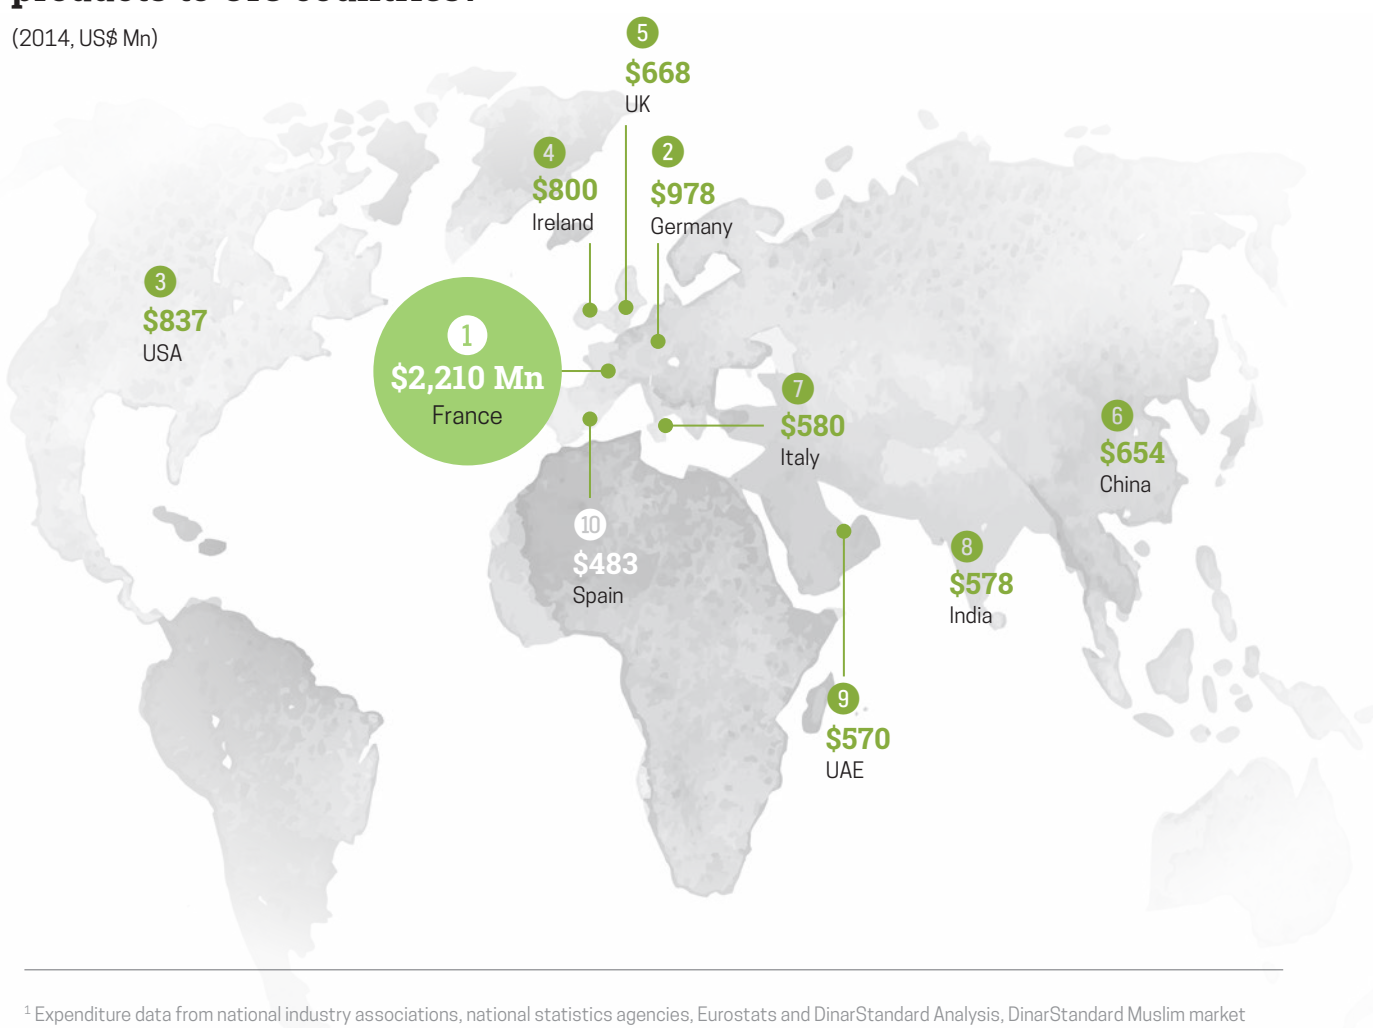 (2014, US$ Mn)
5
$668
UK
4
$800
Ireland
2
$978
Germany
3
$837
USA
1
$2,210 Mn
France
7
$580
Italy
6
$654
China
10
$483
Spain
8
$578
India
9
$570
UAE
1 Expenditure data from national industry associations, national statistics agencies, Eurostats and DinarStandard Analysis, DinarStandard Muslim market